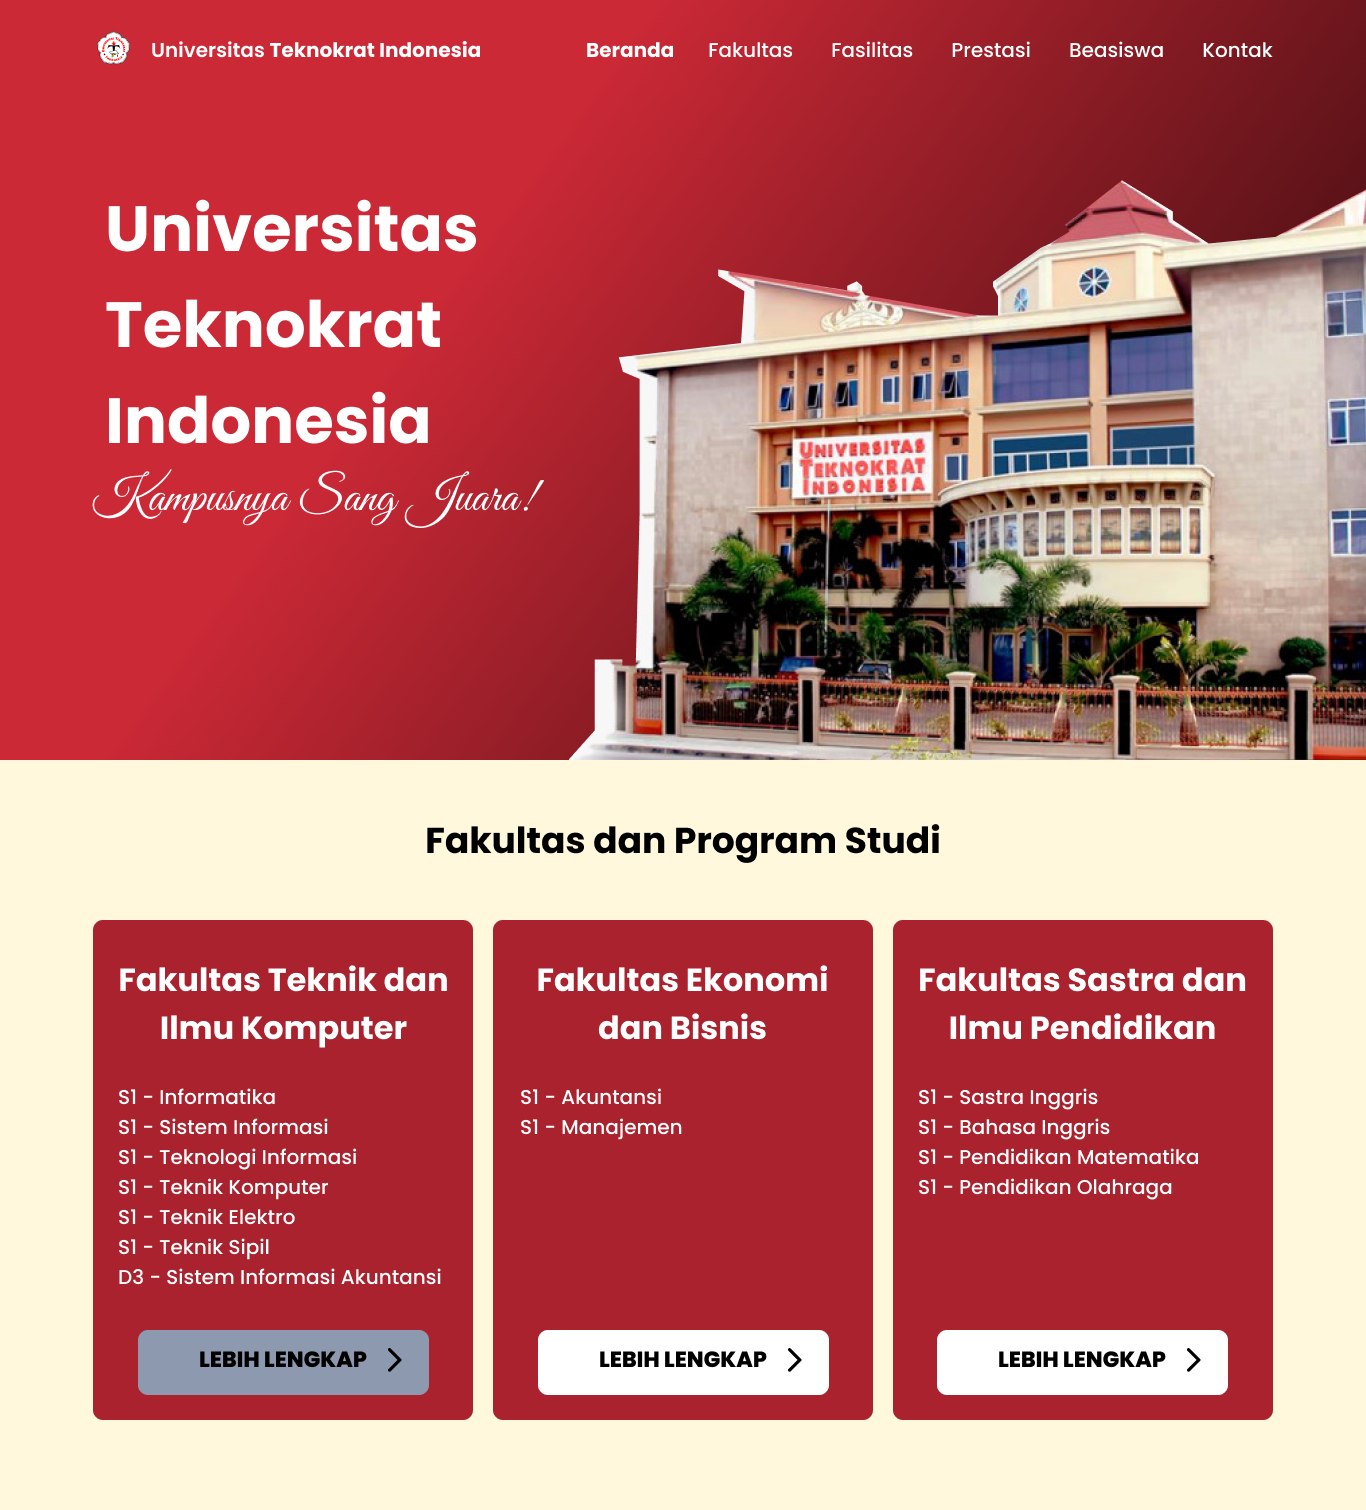 Universitas Teknokrat Indonesia
Beranda Fakultas Fasilitas Prestasi Beasiswa Kontak
Universitas
Teknokrat
Indonesia
Kampusnya Sang Juara!
UNIVERSITAS
TEKNOKRAT
INDONESIA
Fakultas dan Program Studi
Fakultas Teknik dan
Ilmu Komputer
S1 - Informatika
S1 - Sistem Informasi
S1 - Teknologi Informasi
S1 - Teknik Komputer
S1 - Teknik Elektro
S1 - Teknik Sipil
D3 - Sistem Informasi Akuntansi
LEBIH LENGKAP
Fakultas Ekonomi
dan Bisnis
S1 - Akuntansi
S1 - Manajemen
LEBIH LENGKAP
Fakultas Sastra dan
Ilmu Pendidikan
S1 - Sastra Inggris
S1 - Bahasa Inggris
S1 - Pendidikan Matematika
S1 - Pendidikan Olahraga
LEBIH LENGKAP